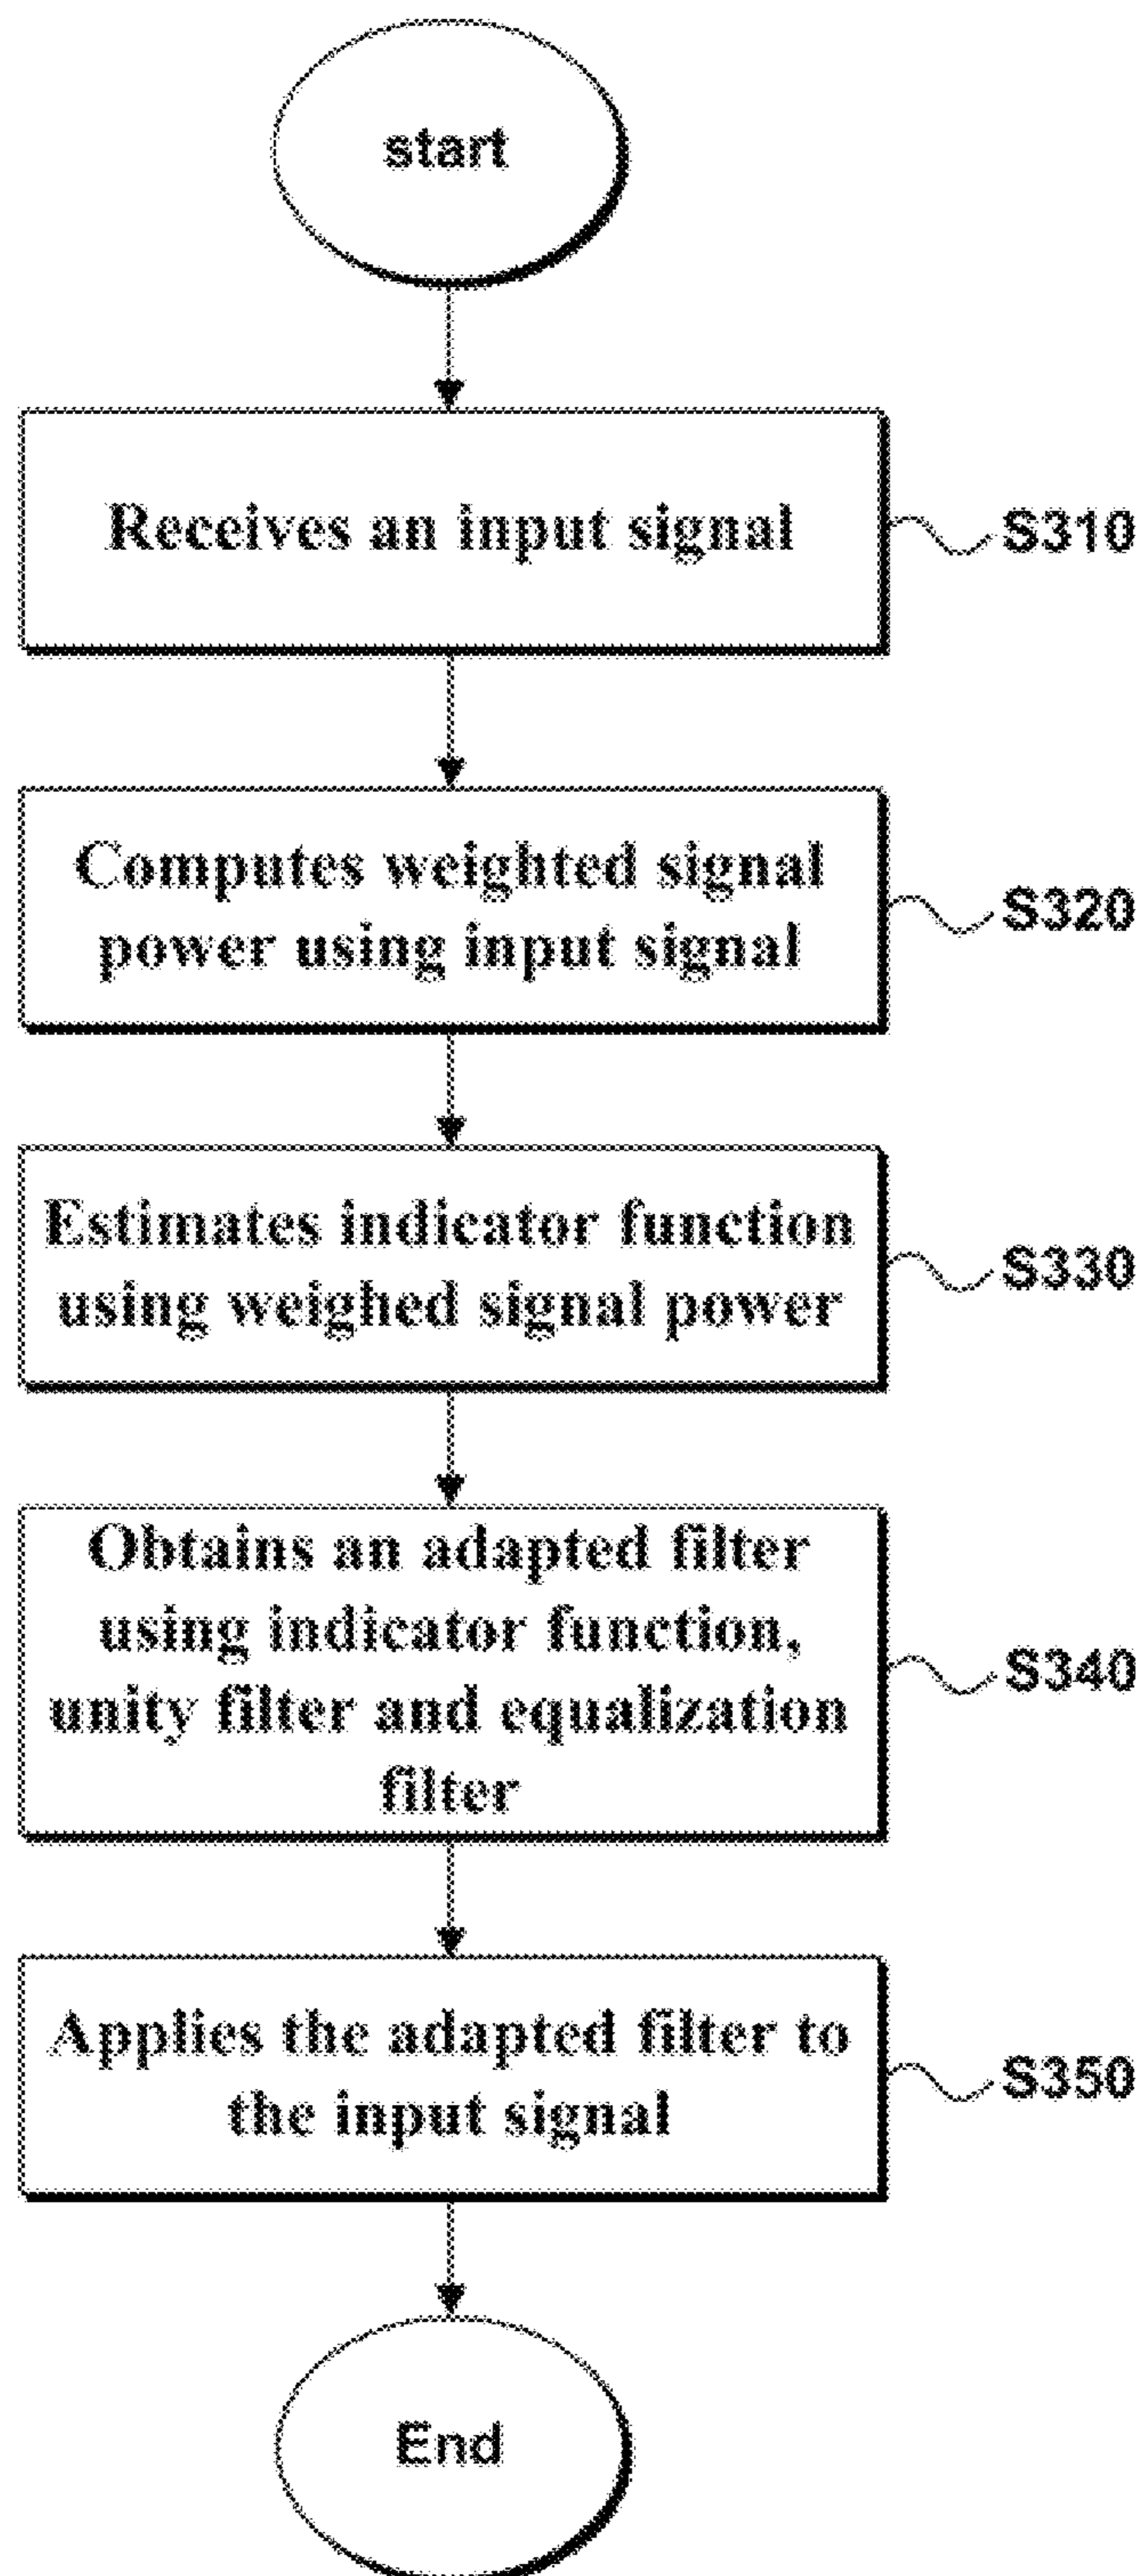 start
Receives an input signal
S310
Computes weighted signal
power using input signal
S320
Estimates indicator function
using weighed signal power
S330
Obtains an adapted filter
using indicator function,
unity filter and equalization
filter
S340
Applies the adapted filter to
the input signal
S350
End